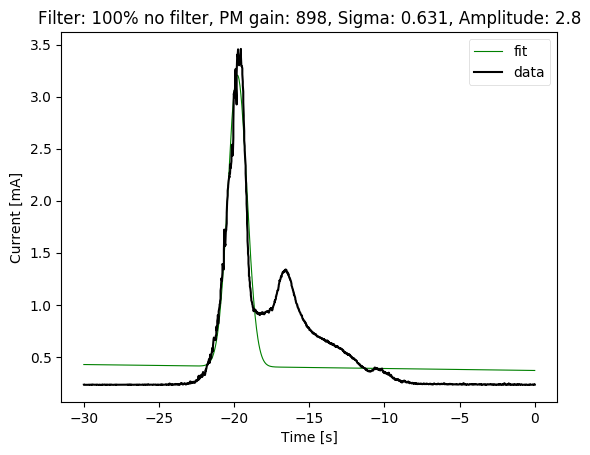 Filter: 100% no filter, PM gain: 898, Sigma: 0.631, Amplitude: 2.8
fit
data
3.5
3.0
2.5
2.0
1.5
1.0
0.5
Current [mA]
−30
−25
−20
−15
−10
−5
0
Time [s]